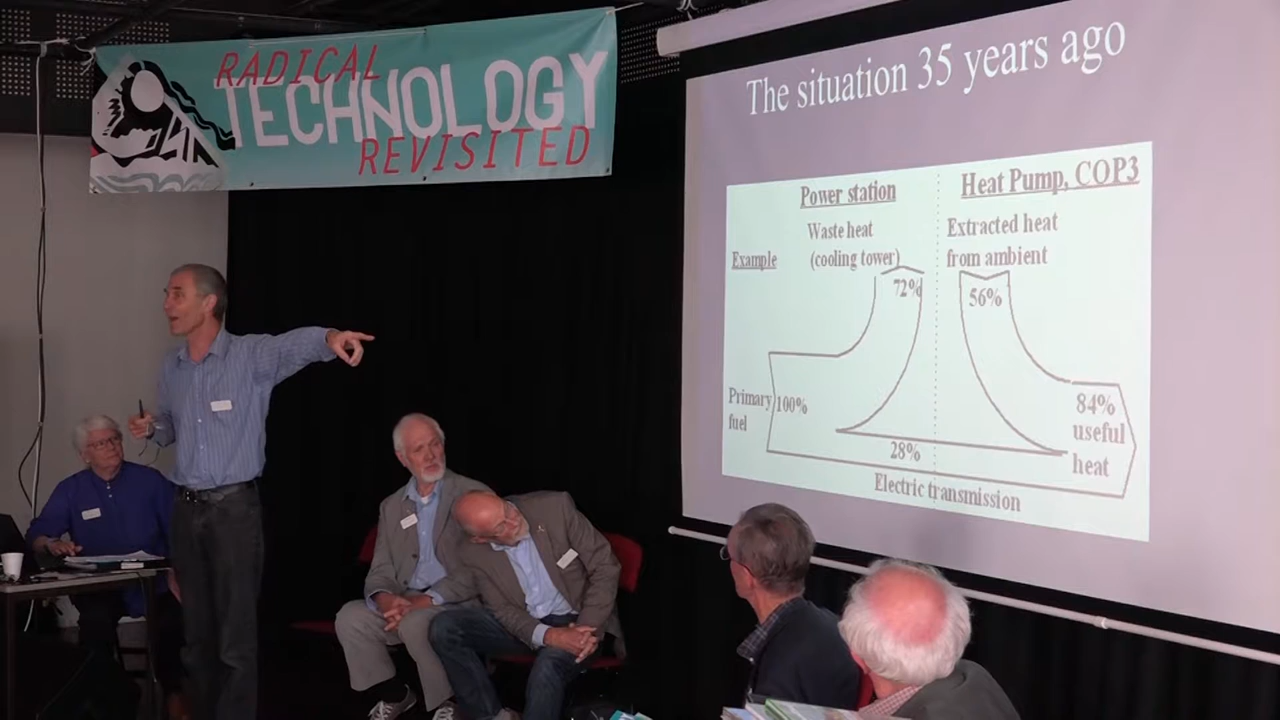 RADICAL
TECHNOLOGY
REVISITED
The situation 35 years ago
Power station
Heat Pump, COP3
Waste heat
(cooling tower)
Extracted heat
from ambient
Example
72%
56%
Primary
fuel
100%
84%
useful
heat
28%
Electric transmission